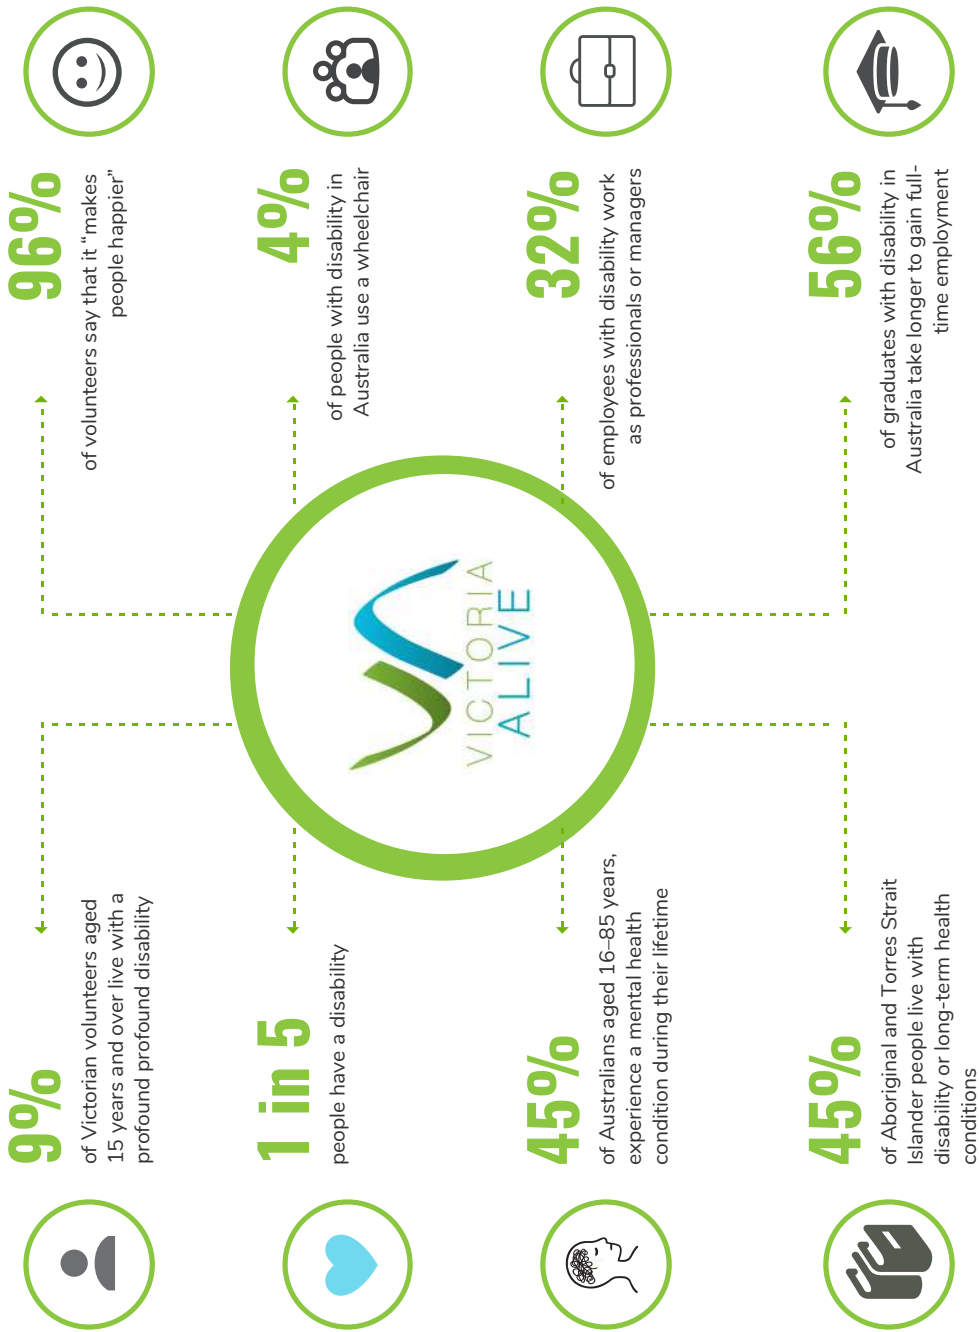 9%
of Victorian volunteers aged
15 years and over live with a
profound profound disability
1 in 5
people have a disability
45%
of Australians aged 16–85 years,
experience a mental health
condition during their lifetime
45%
of Aboriginal and Torres Strait
Islander people live with
disability or long-term health
conditions
VICTORIA
ALIVE
96%
of volunteers say that it “makes
people happier”
4%
of people with disability in
Australia use a wheelchair
32%
of employees with disability work
as professionals or managers
56%
of graduates with disability in
Australia take longer to gain full-
time employment